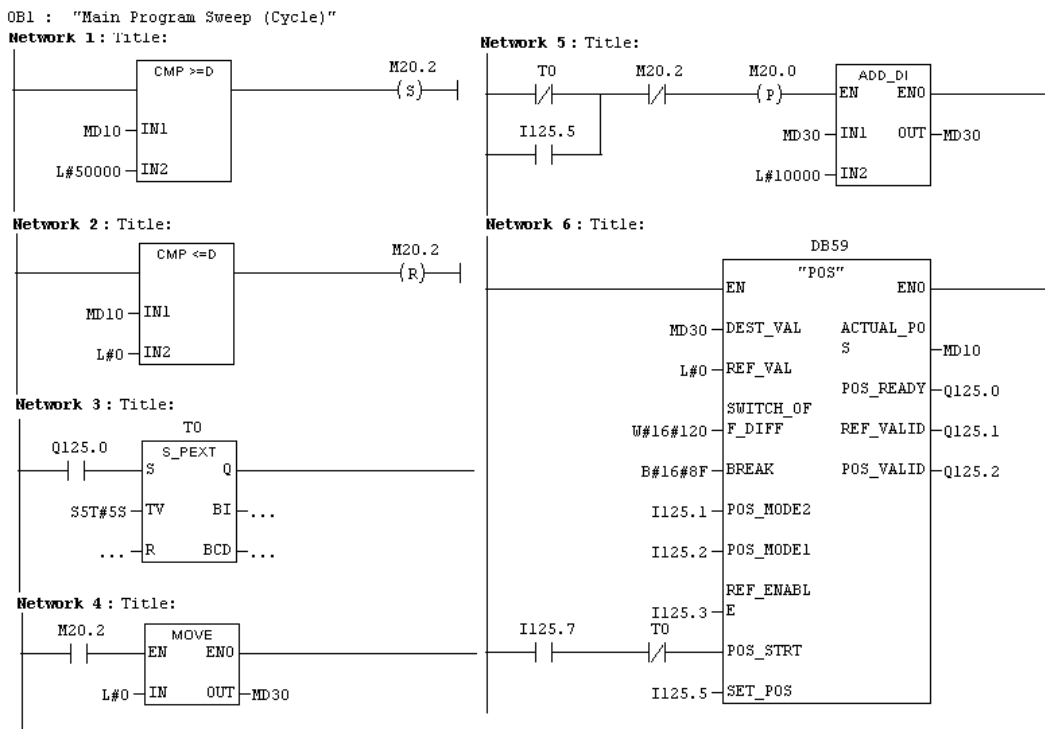 OB1 : "Main Program Sweep (Cycle)"
Network 1: Title:
CMP >=D
M20.2
(S)
MD10
IN1
L#50000
IN2
Network 2: Title:
CMP <=D
M20.2
(R)
MD10
IN1
L#0
IN2
Network 3: Title:
T0
Q125.0
S_PEXT
S
Q
S5T#5S
TV
BI
...
...
R
BCD
...
Network 4: Title:
M20.2
MOVE
EN
ENO
L#0
IN
OUT
MD30
Network 5: Title:
T0
M20.2
M20.0
(P)
ADD_DI
EN
ENO
I125.5
MD30
IN1
OUT
MD30
L#10000
IN2
Network 6: Title:
DB59
"POS"
EN
ENO
MD30
DEST_VAL
ACTUAL_PO
S
MD10
L#0
REF_VAL
POS_READY
Q125.0
SWITCH_OF
W#16#120
F_DIFF
REF_VALID
Q125.1
B#16#8F
BREAK
POS_VALID
Q125.2
I125.1
POS_MODE2
I125.2
POS_MODE1
REF_ENABL
I125.3
E
I125.7
T0
POS_STRT
I125.5
SET_POS